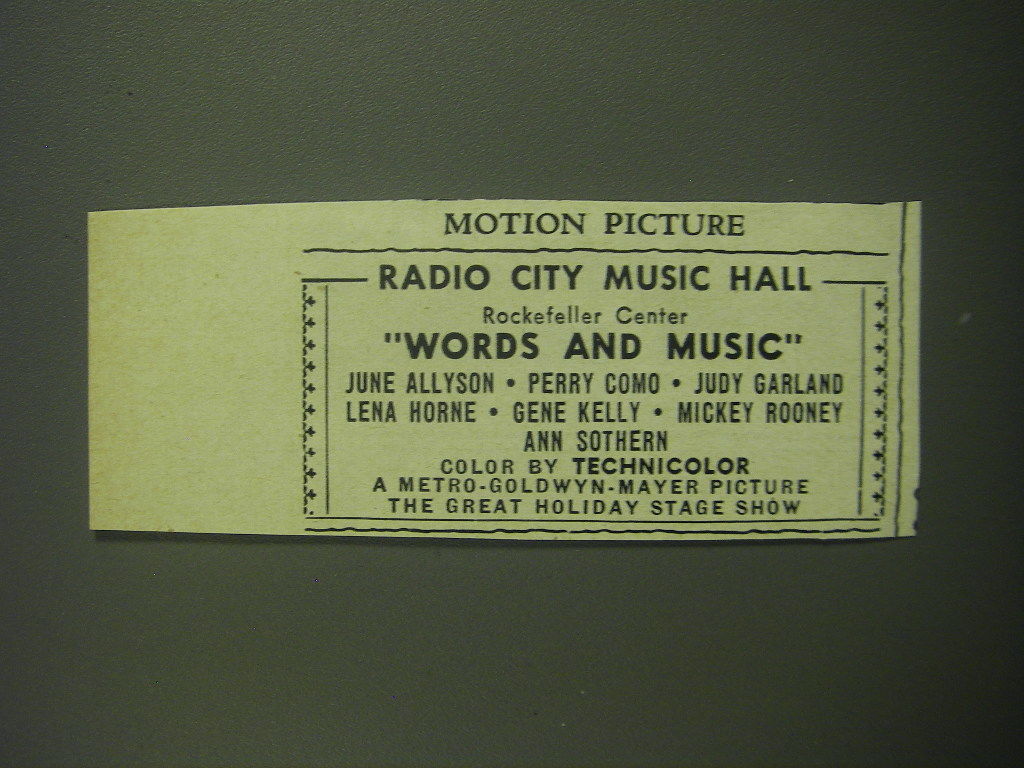 MOTION PICTURE
RADIO CITY MUSIC HALL
Rockefeller Center
"WORDS AND MUSIC"
JUNE ALLYSON • PERRY COMO • JUDY GARLAND
LENA HORNE • GENE KELLY • MICKEY ROONEY
ANN SOTHERN
COLOR BY TECHNICOLOR
A METRO-GOLDWYN-MAYER PICTURE
THE GREAT HOLIDAY STAGE SHOW